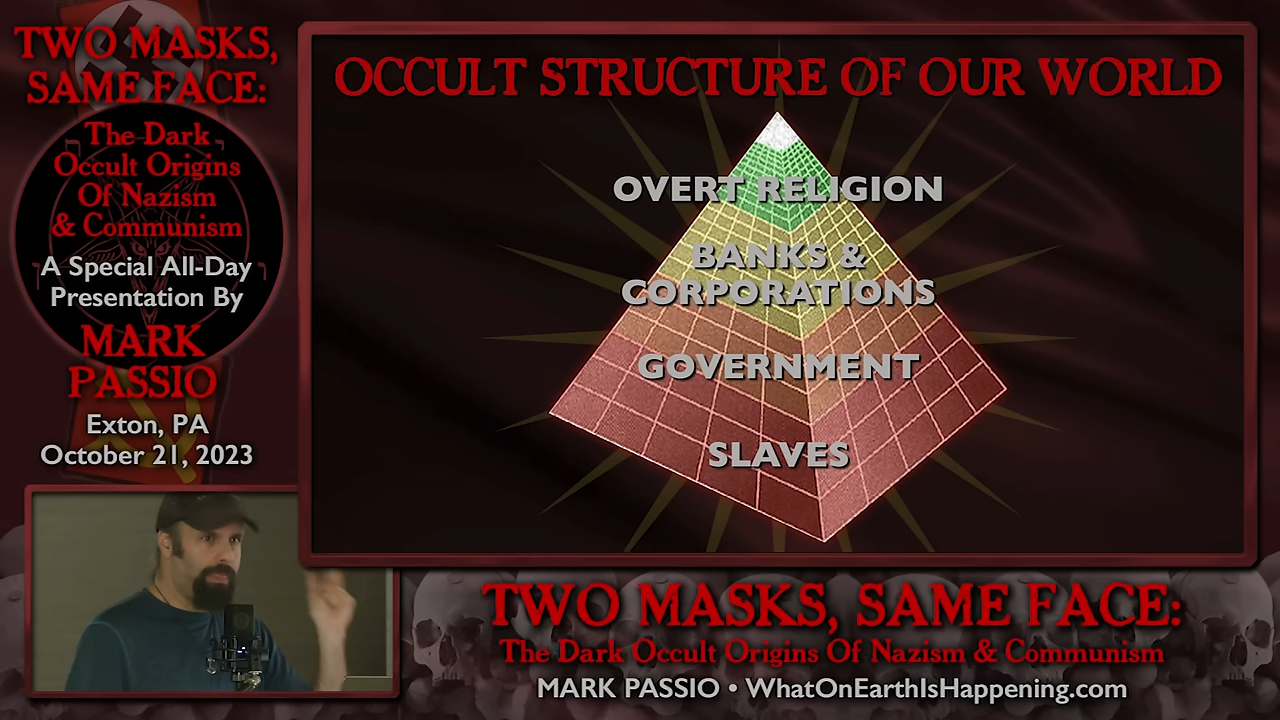 TWO MASKS,
SAME FACE:
The Dark
Occult Origins
Of Nazism
& Communism
A Special All-Day
Presentation By
MARK
PASSIO
Exton, PA
October 21, 2023
OCCULT STRUCTURE OF OUR WORLD
OVERT RELIGION
BANKS &
CORPORATIONS
GOVERNMENT
SLAVES
TWO MASKS, SAME FACE:
The Dark Occult Origins Of Nazism & Communism
MARK PASSIO • WhatOnEarthIsHappening.com